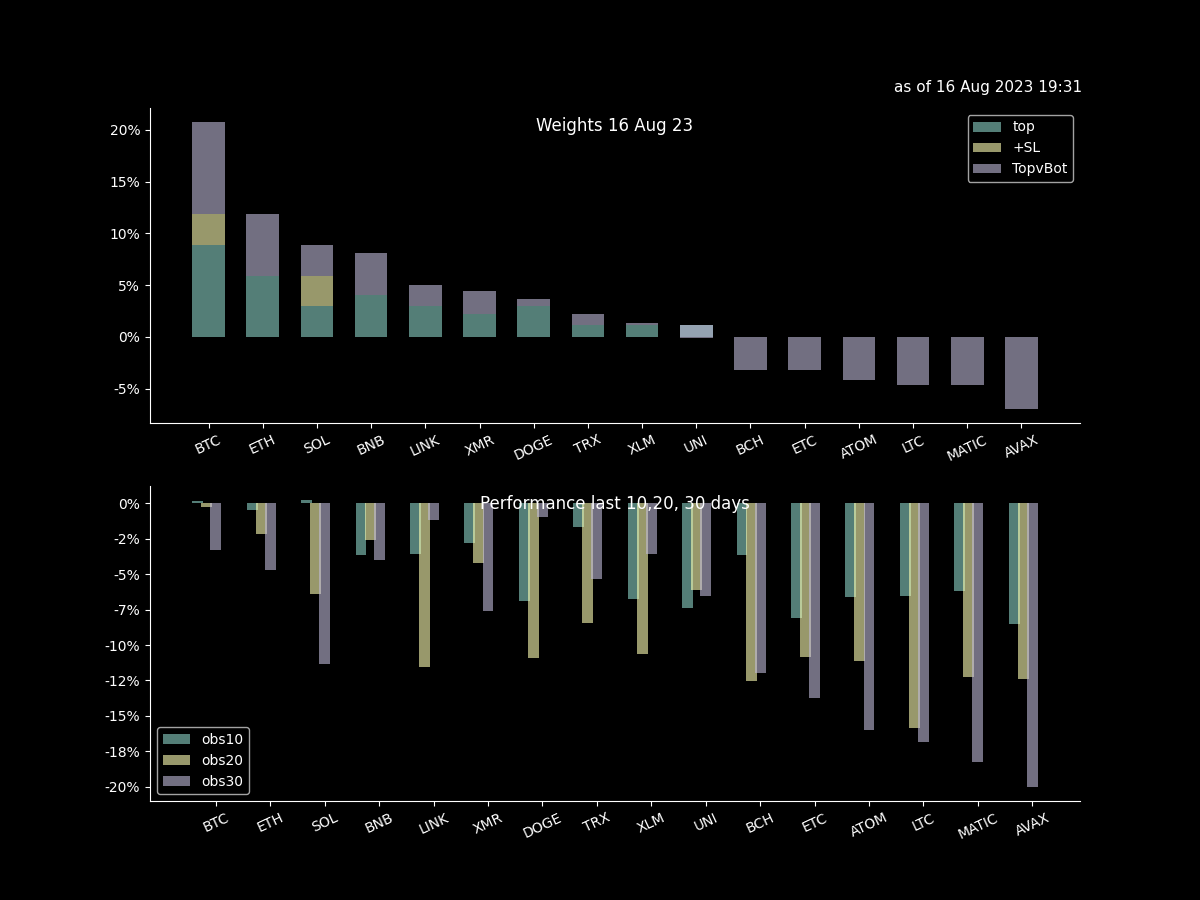 as of 16 Aug 2023 19:31
Weights 16 Aug 23
top
+SL
TopvBot
20%
15%
10%
5%
0%
-5%
BTC ETH SOL BNB LINK XMR DOGE TRX XLM UNI BCH ETC ATOM LTC MATIC AVAX
Performance last 10,20, 30 days
0%
-2%
-5%
-7%
-10%
-12%
-15%
-18%
-20%
obs10
obs20
obs30
BTC ETH SOL BNB LINK XMR DOGE TRX XLM UNI BCH ETC ATOM LTC MATIC AVAX